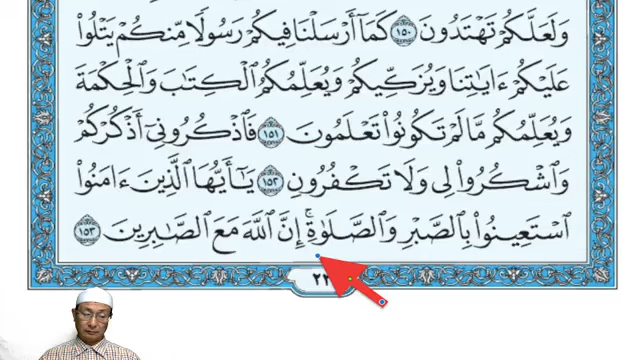 وَلَعَلَّكُمْ تَهْتَدُونَ ١٥٠ كَمَآ أَرْسَلْنَا فِيكُمْ رَسُولًا مِّنكُمْ يَتْلُوا۟
عَلَيْكُمْ ءَايَـٰتِنَا وَيُزَكِّيكُمْ وَيُعَلِّمُكُمُ ٱلْكِتَـٰبَ وَٱلْحِكْمَةَ
وَيُعَلِّمُكُم مَّا لَمْ تَكُونُوا۟ تَعْلَمُونَ ١٥١ فَٱذْكُرُونِىٓ أَذْكُرْكُمْ
وَٱشْكُرُوا۟ لِى وَلَا تَكْفُرُونِ ١٥٢ يَـٰٓأَيُّهَا ٱلَّذِينَ ءَامَنُوا۟
ٱسْتَعِينُوا۟ بِٱلصَّبْرِ وَٱلصَّلَوٰةِ ۚ إِنَّ ٱللَّهَ مَعَ ٱلصَّـٰبِرِينَ ١٥٣